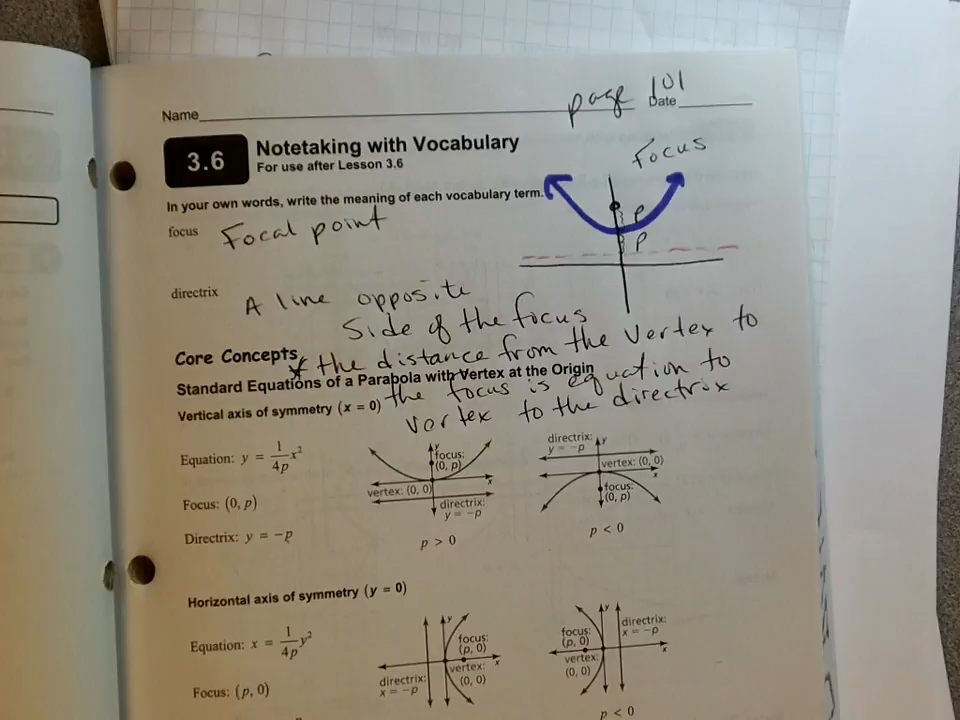 page 101
Name Date
3.6 Notetaking with Vocabulary
For use after Lesson 3.6
Focus
In your own words, write the meaning of each vocabulary term.
focus Focal point
P
P
directrix A line opposite
Side of the focus
Core Concepts
* the distance from the Vertex to
Standard Equations of a Parabola with Vertex at the Origin
the focus is equation to
Vertical axis of symmetry (x = 0)
vortex to the directrix
Equation: y = 1/4p x²
Focus: (0, p)
Directrix: y = −p
y
focus:
(0, p)
x
vertex: (0, 0)
directrix:
y = −p
p > 0
directrix:
y = −p
y
vertex: (0, 0)
x
focus:
(0, p)
p < 0
Horizontal axis of symmetry (y = 0)
Equation: x = 1/4p y²
Focus: (p, 0)
y
focus:
(p, 0)
x
vertex:
(0, 0)
directrix:
x = −p
y
directrix:
x = −p
focus:
(p, 0)
x
vertex:
(0, 0)
p < 0